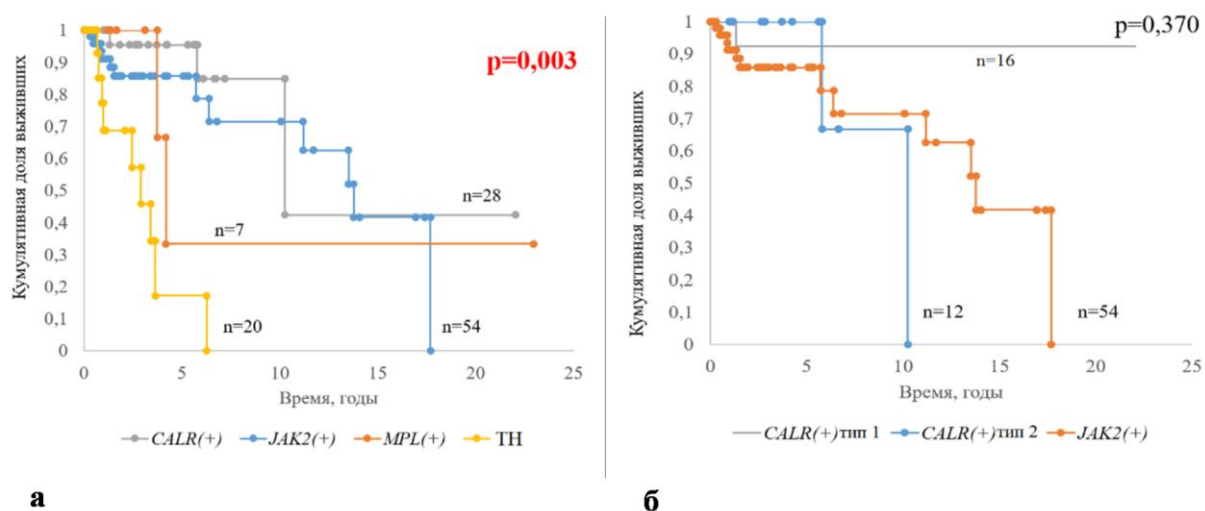 p=0,003
Кумулятивная доля выживших
1
0,9
0,8
0,7
0,6
0,5
0,4
0,3
0,2
0,1
0
n=28
n=7
n=20
n=54
0 5 10 15 20 25
Время, годы
CALR(+) JAK2(+) MPL(+) ТН
а
p=0,370
Кумулятивная доля выживших
1
0,9
0,8
0,7
0,6
0,5
0,4
0,3
0,2
0,1
0
n=16
n=12
n=54
0 5 10 15 20 25
Время, годы
CALR(+)тип 1 CALR(+)тип 2 JAK2(+)
б